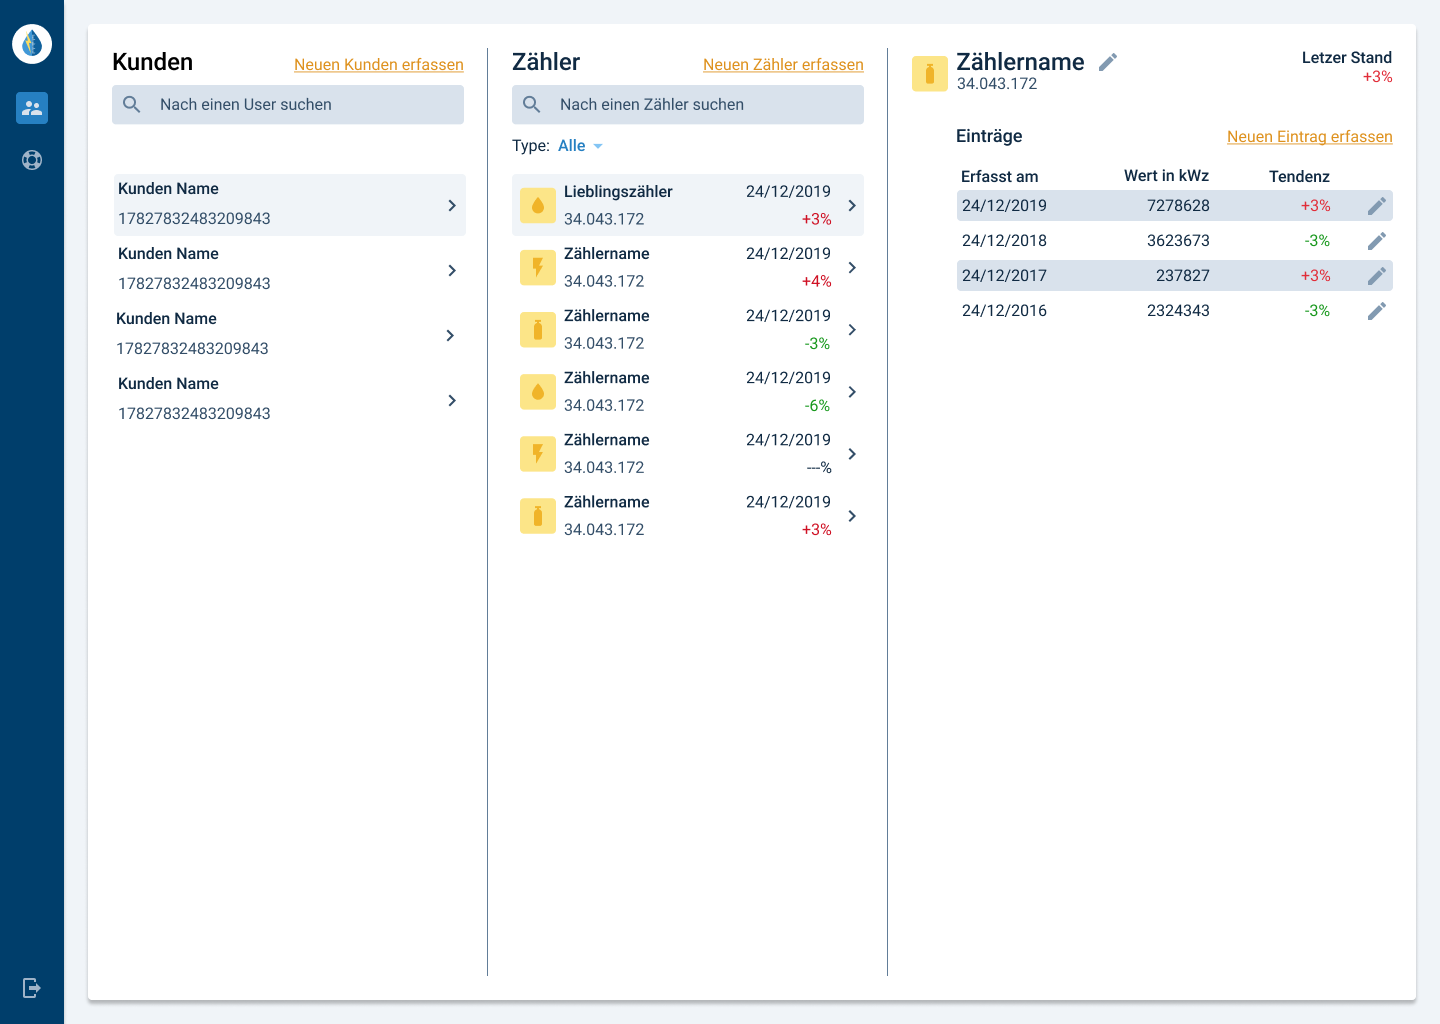 Kunden
Neuen Kunden erfassen
Nach einen User suchen
Kunden Name
17827832483209843
Kunden Name
17827832483209843
Kunden Name
17827832483209843
Kunden Name
17827832483209843
Zähler
Neuen Zähler erfassen
Nach einen Zähler suchen
Type: Alle
Lieblingszähler 24/12/2019
34.043.172 +3%
Zählername 24/12/2019
34.043.172 +4%
Zählername 24/12/2019
34.043.172 -3%
Zählername 24/12/2019
34.043.172 -6%
Zählername 24/12/2019
34.043.172 ---%
Zählername 24/12/2019
34.043.172 +3%
Zählername
34.043.172
Letzer Stand
+3%
Einträge
Neuen Eintrag erfassen
Erfasst am Wert in kWz Tendenz
24/12/2019 7278628 +3%
24/12/2018 3623673 -3%
24/12/2017 237827 +3%
24/12/2016 2324343 -3%